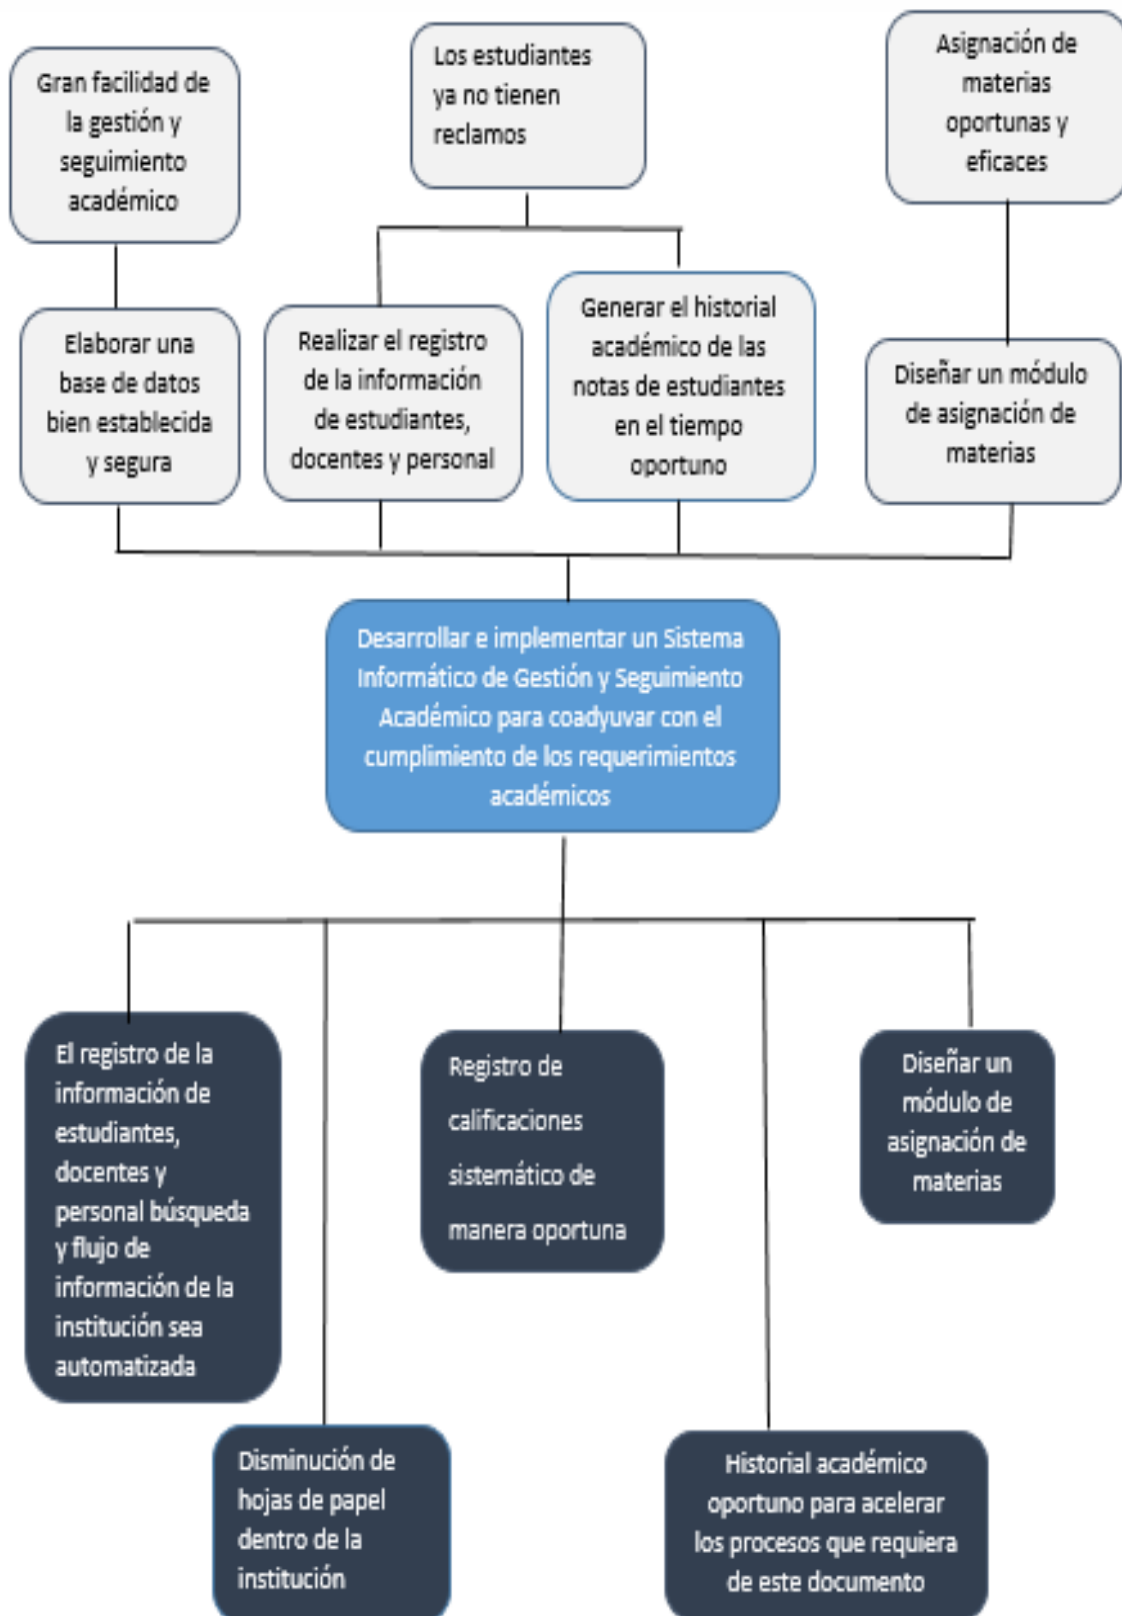 Gran facilidad de
la gestión y
seguimiento
académico
Los estudiantes
ya no tienen
reclamos
Asignación de
materias
oportunas y
eficaces
Elaborar una
base de datos
bien establecida
y segura
Realizar el registro
de la información
de estudiantes,
docentes y personal
Generar el historial
académico de las
notas de estudiantes
en el tiempo
oportuno
Diseñar un módulo
de asignación de
materias
Desarrollar e implementar un Sistema
Informático de Gestión y Seguimiento
Académico para coadyuvar con el
cumplimiento de los requerimientos
académicos
El registro de la
información de
estudiantes,
docentes y
personal búsqueda
y flujo de
información de la
institución sea
automatizada
Registro de
calificaciones
sistemático de
manera oportuna
Diseñar un
módulo de
asignación de
materias
Disminución de
hojas de papel
dentro de la
institución
Historial académico
oportuno para acelerar
los procesos que requiera
de este documento